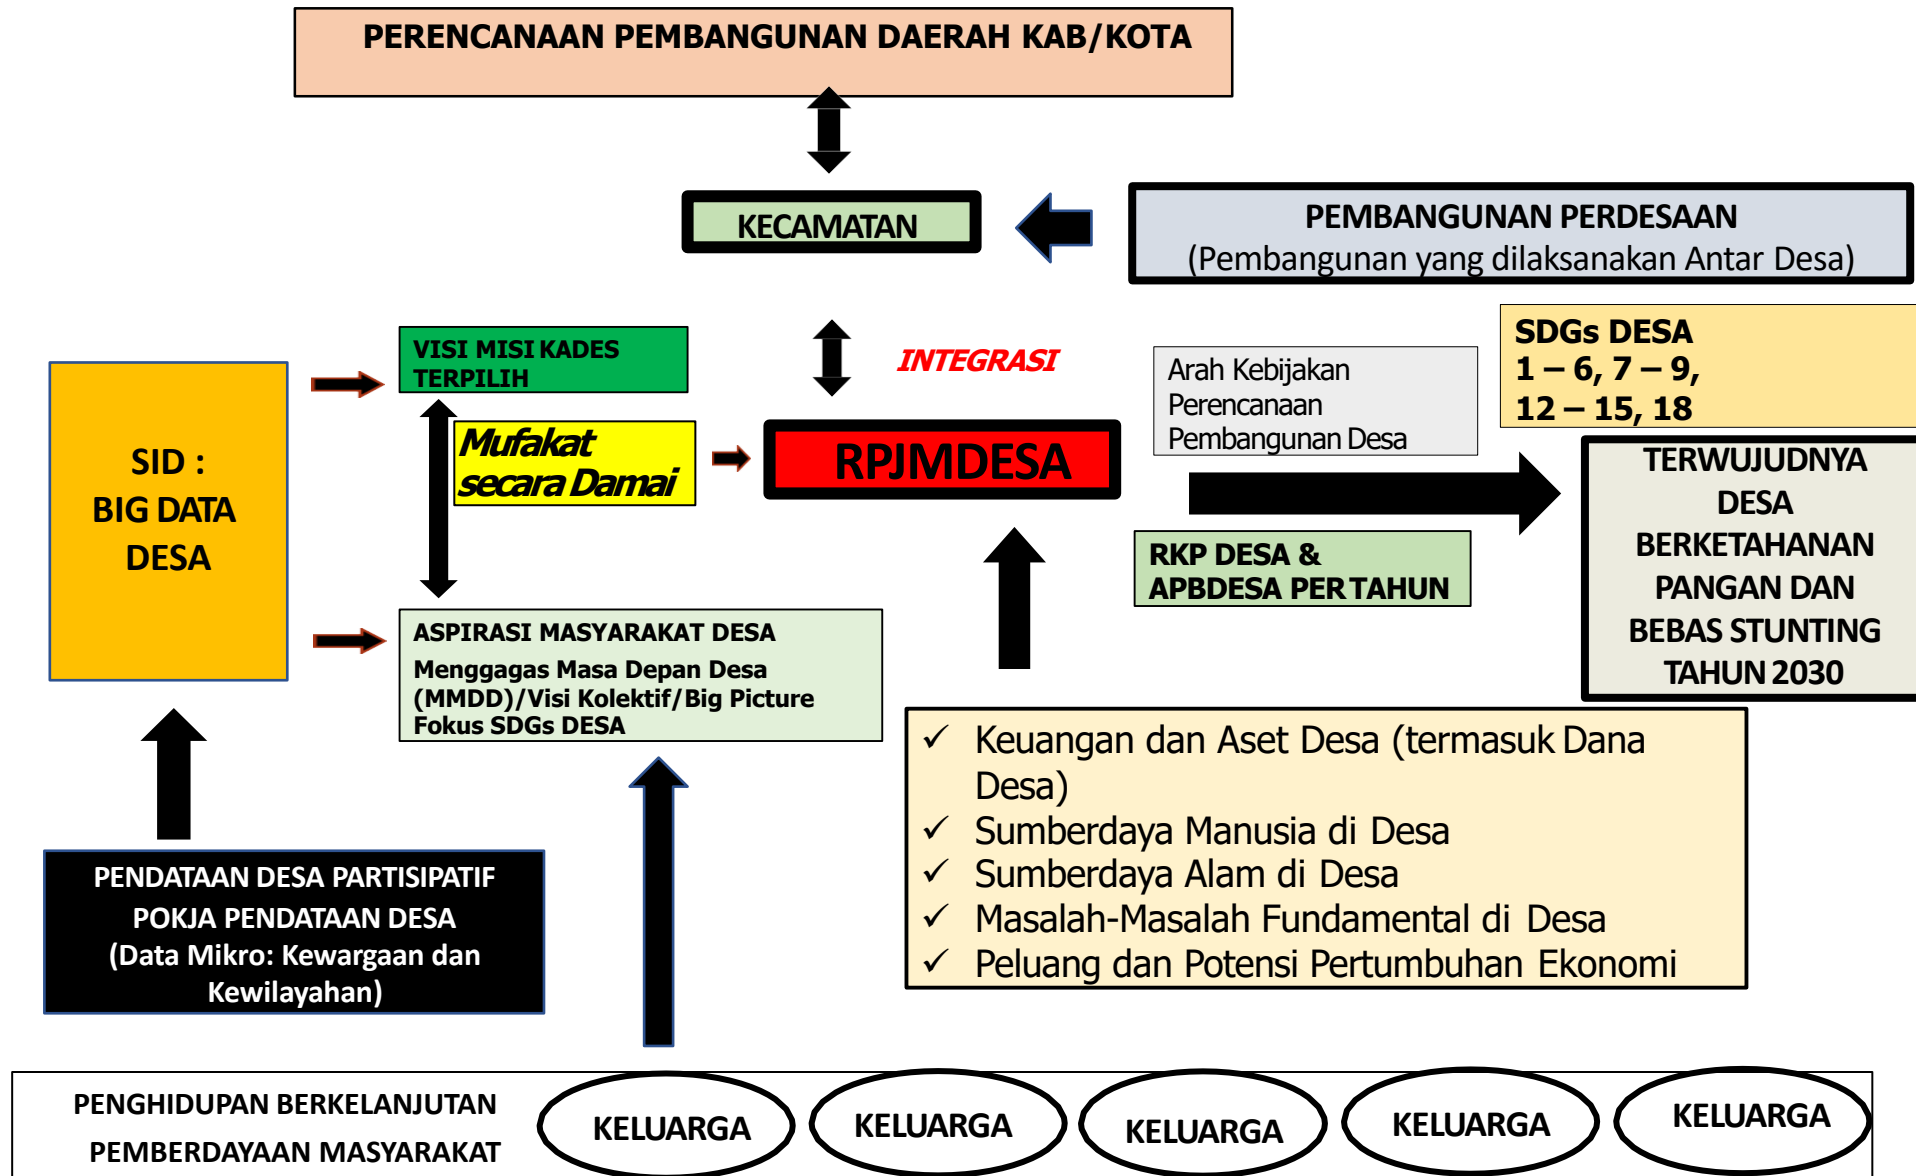 PERENCANAAN PEMBANGUNAN DAERAH KAB/KOTA
KECAMATAN
PEMBANGUNAN PERDESAAN
(Pembangunan yang dilaksanakan Antar Desa)
VISI MISI KADES
TERPILIH
INTEGRASI
SDGs DESA
1 – 6, 7 – 9,
12 – 15, 18
Arah Kebijakan
Perencanaan
Pembangunan Desa
SID :
BIG DATA
DESA
Mufakat
secara Damai
RPJMDESA
TERWUJUDNYA
DESA
BERKETAHANAN
PANGAN DAN
BEBAS STUNTING
TAHUN 2030
RKP DESA &
APBDESA PER TAHUN
ASPIRASI MASYARAKAT DESA
Menggagas Masa Depan Desa
(MMDD)/Visi Kolektif/Big Picture
Fokus SDGs DESA
✓ Keuangan dan Aset Desa (termasuk Dana
Desa)
✓ Sumberdaya Manusia di Desa
✓ Sumberdaya Alam di Desa
✓ Masalah-Masalah Fundamental di Desa
✓ Peluang dan Potensi Pertumbuhan Ekonomi
PENDATAAN DESA PARTISIPATIF
POKJA PENDATAAN DESA
(Data Mikro: Kewargaan dan
Kewilayahan)
PENGHIDUPAN BERKELANJUTAN
PEMBERDAYAAN MASYARAKAT
KELUARGA
KELUARGA
KELUARGA
KELUARGA
KELUARGA